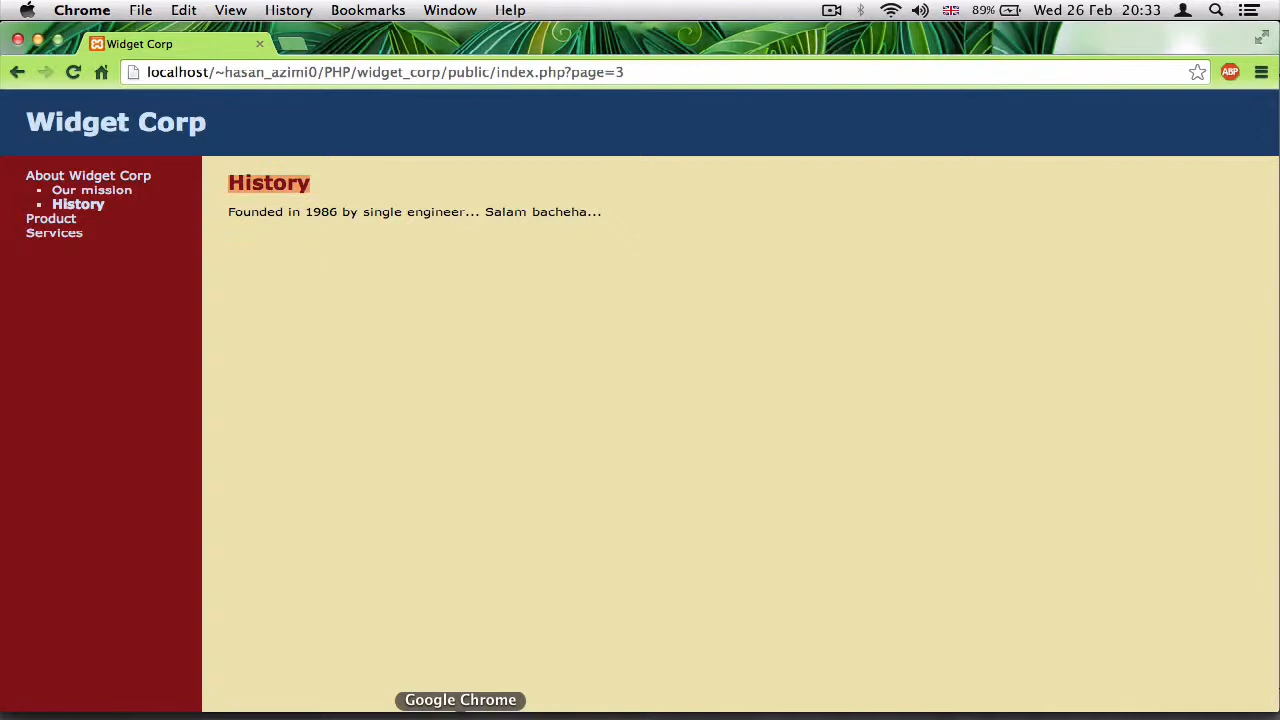 Chrome File Edit View History Bookmarks Window Help 89% Wed 26 Feb 20:33
Widget Corp
localhost/~hasan_azimi0/PHP/widget_corp/public/index.php?page=3
ABP
Widget Corp
About Widget Corp
Our mission
History
Product
Services
History
Founded in 1986 by single engineer... Salam bacheha...
Google Chrome